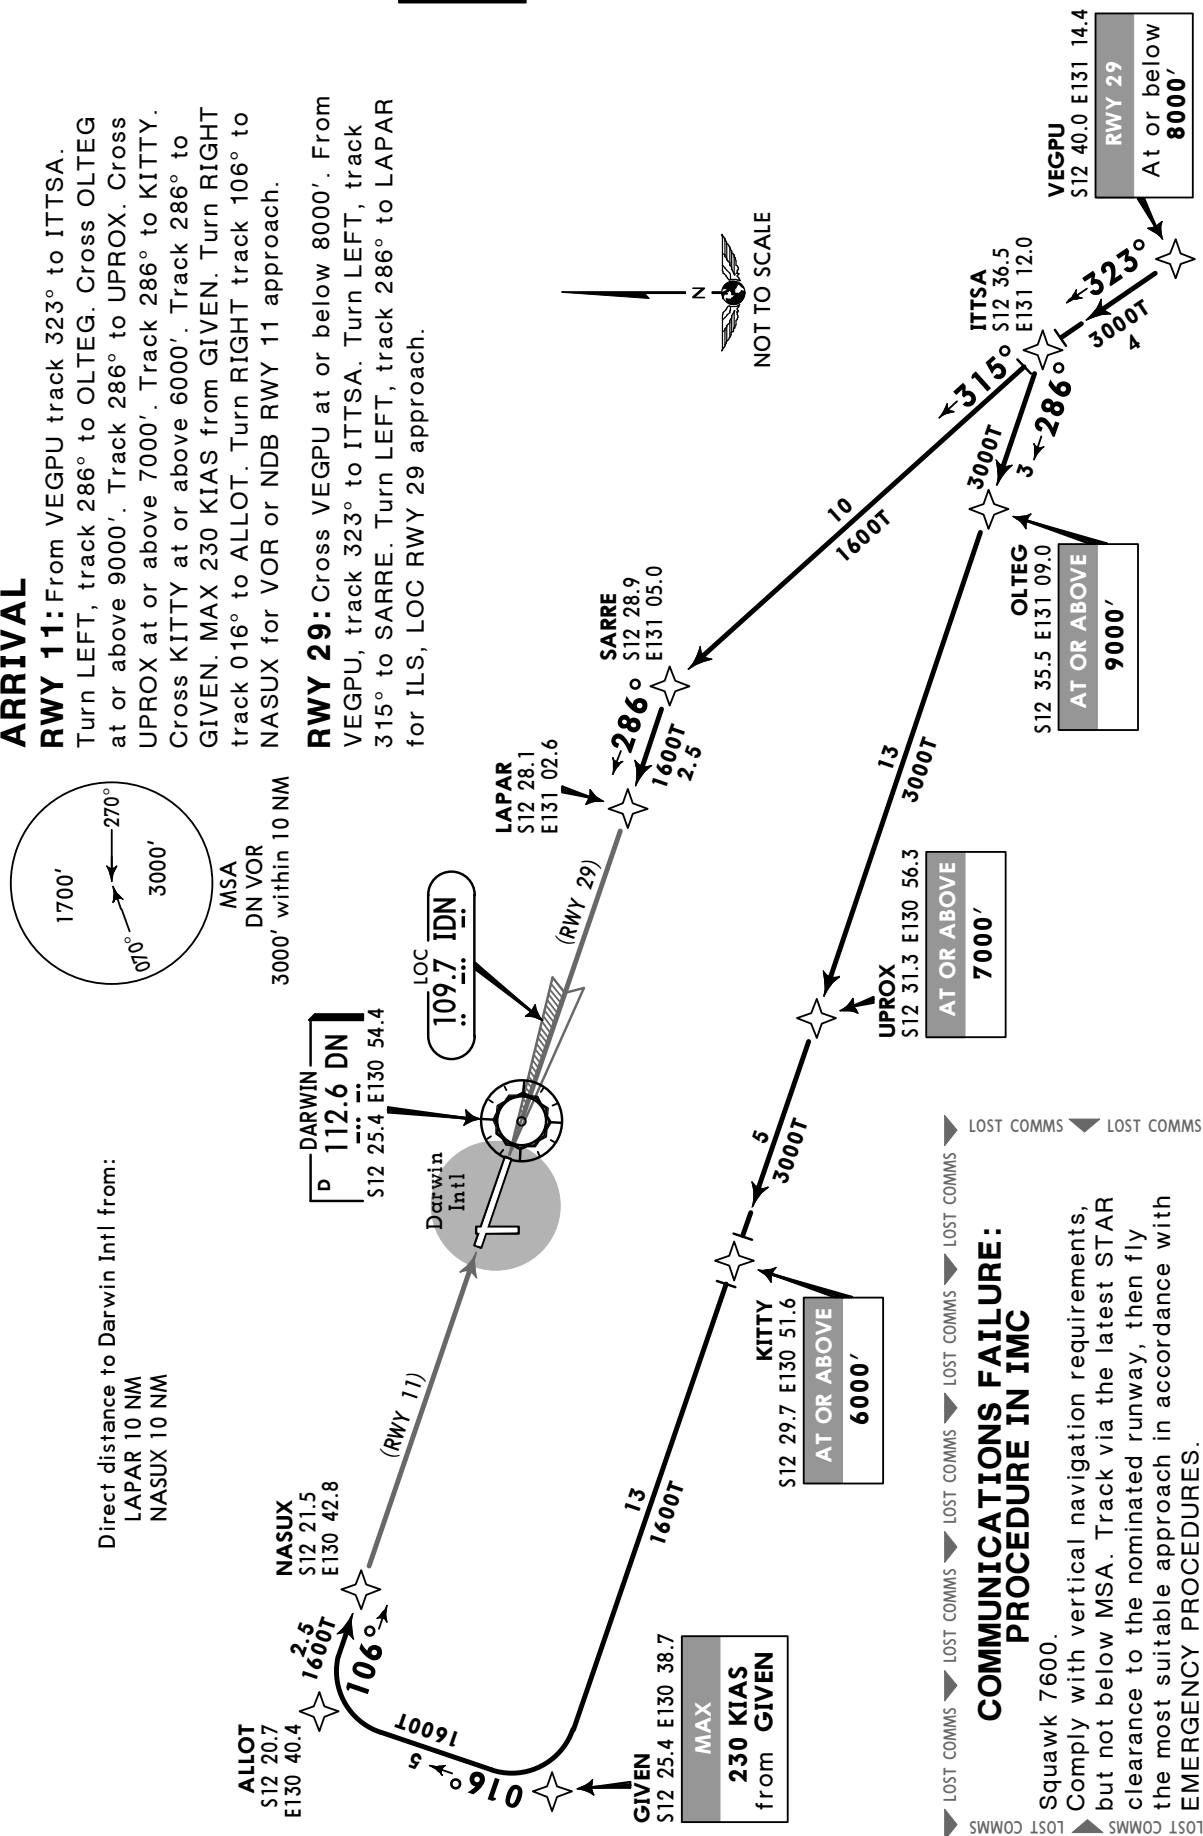 ARRIVAL
RWY 11: From VEGPU track 323° to ITTSA.
Turn LEFT, track 286° to OLTEG. Cross OLTEG
at or above 9000'. Track 286° to UPROX. Cross
UPROX at or above 7000'. Track 286° to KITTY.
Cross KITTY at or above 6000'. Track 286° to
GIVEN. MAX 230 KIAS from GIVEN. Turn RIGHT
track 016° to ALLOT. Turn RIGHT track 106° to
NASUX for VOR or NDB RWY 11 approach.
RWY 29: Cross VEGPU at or below 8000'. From
VEGPU, track 323° to ITTSA. Turn LEFT, track
315° to SARRE. Turn LEFT, track 286° to LAPAR
for ILS, LOC RWY 29 approach.
1700'
270°
070°
3000'
MSA
DN VOR
3000' within 10 NM
Direct distance to Darwin Intl from:
LAPAR 10 NM
NASUX 10 NM
N
NOT TO SCALE
DARWIN
D 112.6 DN
S12 25.4 E130 54.4
LOC
109.7 IDN
Darwin
Intl
NASUX
S12 21.5
E130 42.8
(RWY 11)
2.5
1600T
106°
ALLOT
S12 20.7
E130 40.4
1600T
5
016°
GIVEN
S12 25.4 E130 38.7
MAX
230 KIAS
from GIVEN
13
1600T
KITTY
S12 29.7 E130 51.6
AT OR ABOVE
6000'
5
3000T
UPROX
S12 31.3 E130 56.3
AT OR ABOVE
7000'
13
3000T
OLTEG
S12 35.5 E131 09.0
AT OR ABOVE
9000'
3000T
3
286°
ITTSA
S12 36.5
E131 12.0
315°
10
1600T
SARRE
S12 28.9
E131 05.0
286°
1600T
2.5
LAPAR
S12 28.1
E131 02.6
(RWY 29)
323°
3000T
4
VEGPU
S12 40.0 E131 14.4
RWY 29
At or below
8000'
LOST COMMS LOST COMMS LOST COMMS LOST COMMS LOST COMMS
LOST COMMS LOST COMMS
LOST COMMS LOST COMMS
COMMUNICATIONS FAILURE:
PROCEDURE IN IMC
Squawk 7600.
Comply with vertical navigation requirements,
but not below MSA. Track via the latest STAR
clearance to the nominated runway, then fly
the most suitable approach in accordance with
EMERGENCY PROCEDURES.